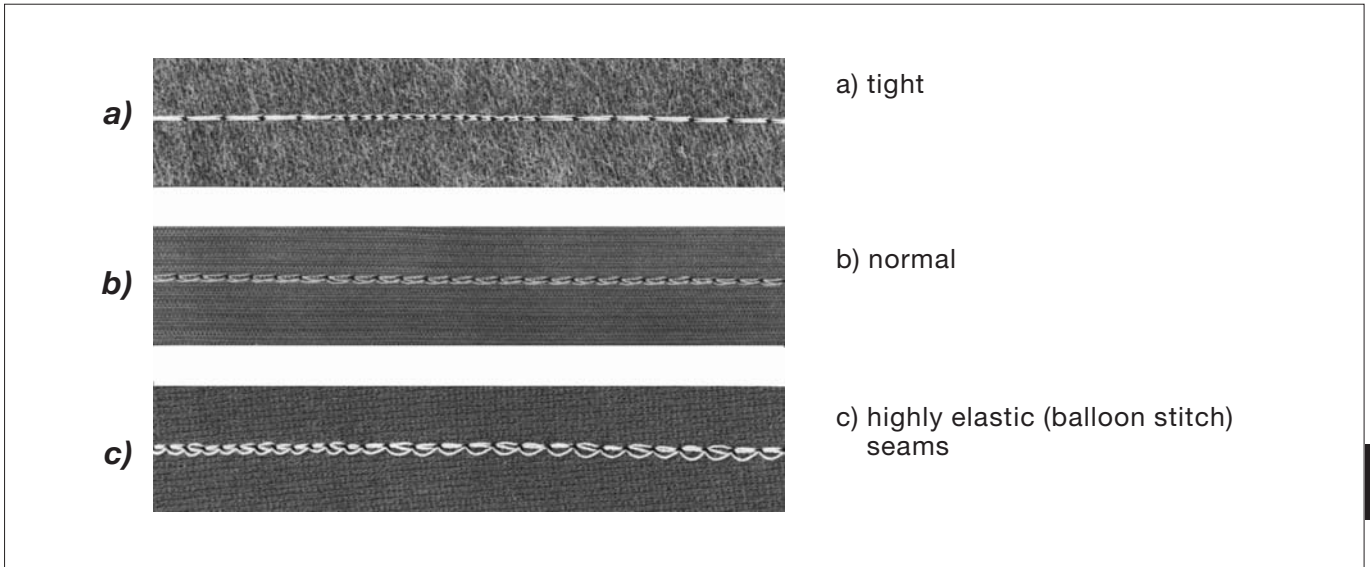 a)
a) tight
b)
b) normal
c)
c) highly elastic (balloon stitch)
seams